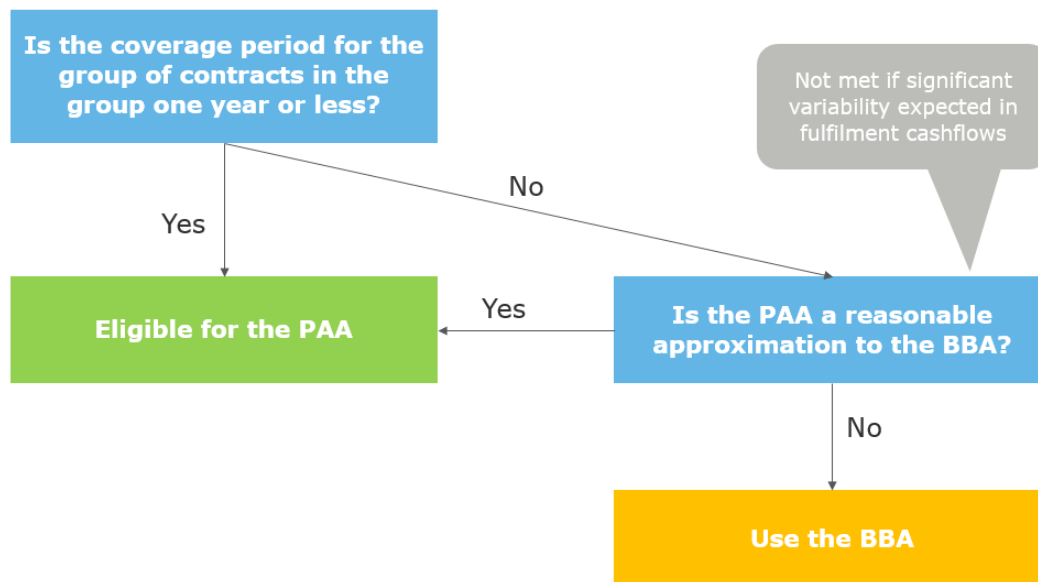 Is the coverage period for the
group of contracts in the
group one year or less?
Not met if significant
variability expected in
fulfilment cashflows
No
Yes
Eligible for the PAA
Yes
Is the PAA a reasonable
approximation to the BBA?
No
Use the BBA